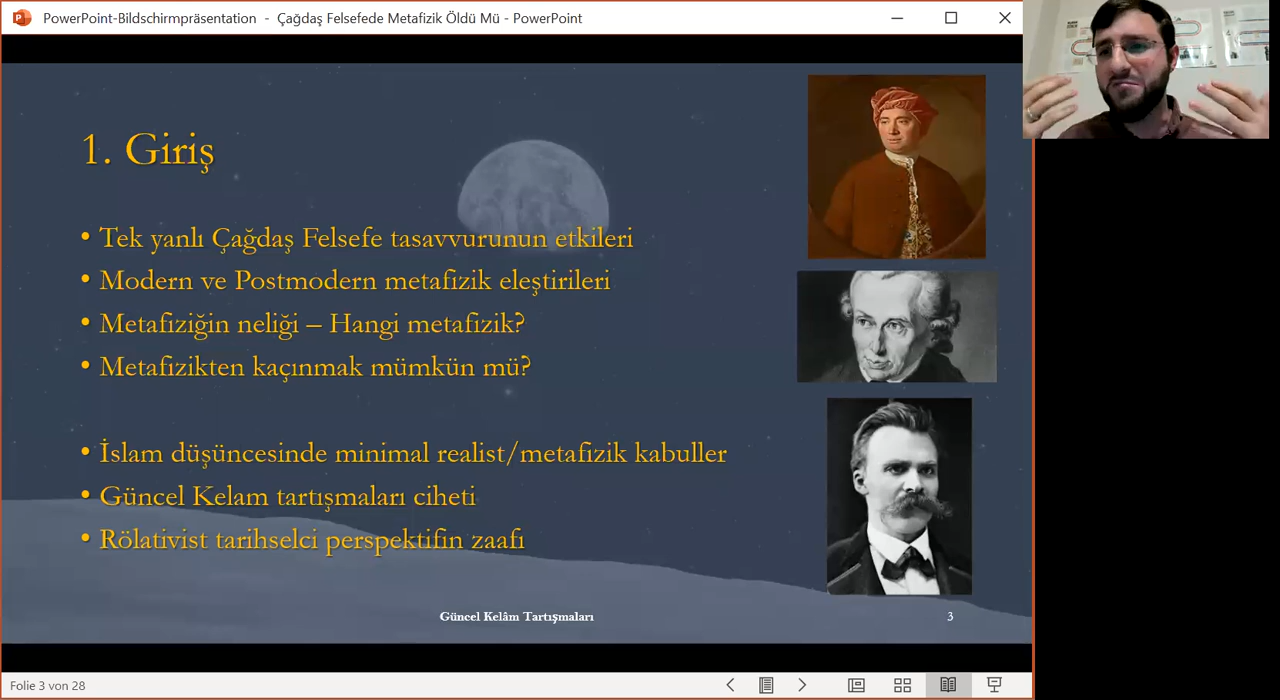 PowerPoint-Bildschirmpräsentation - Çağdaş Felsefede Metafizik Öldü Mü - PowerPoint
1. Giriş
• Tek yanlı Çağdaş Felsefe tasavvurunun etkileri
• Modern ve Postmodern metafizik eleştirileri
• Metafiziğin neliği – Hangi metafizik?
• Metafizikten kaçınmak mümkün mü?
• İslam düşüncesinde minimal realist/metafizik kabuller
• Güncel Kelam tartışmaları ciheti
• Rölativist tarihselci perspektifin zaafı
Güncel Kelâm Tartışmaları
3
Folie 3 von 28